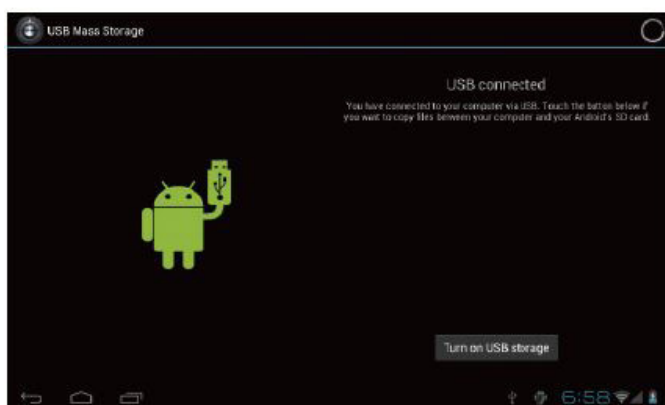 USB Mass Storage
USB connected
You have connected to your computer via USB. Touch the button below if
you want to copy files between your computer and your Android's SD card.
Turn on USB storage
6:58